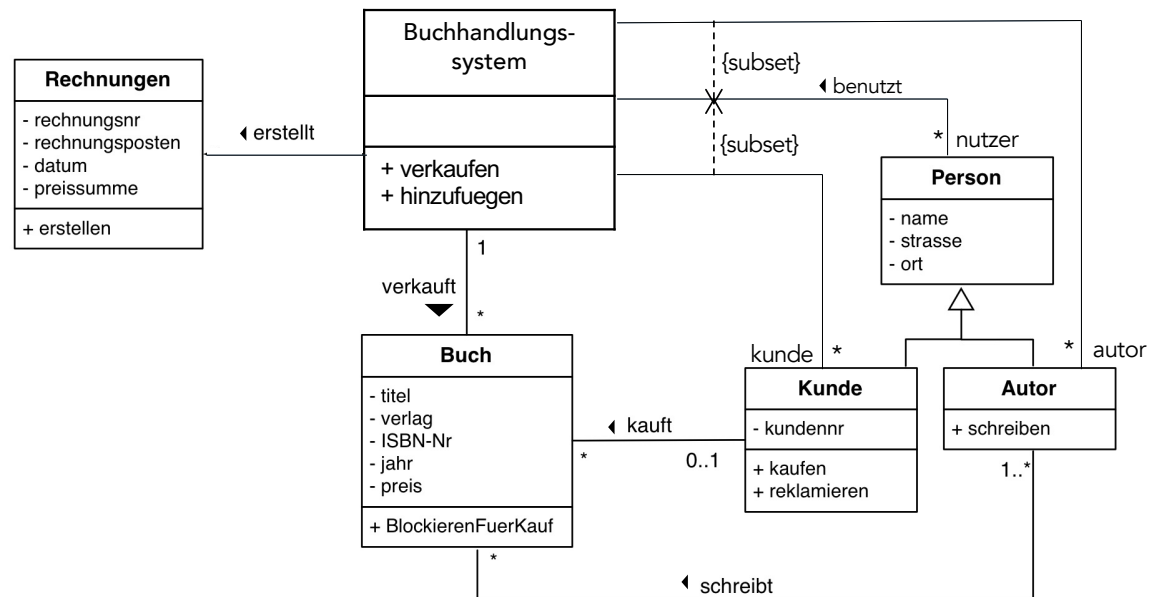 Buchhandlungs-
system
+ verkaufen
+ hinzufuegen
Rechnungen
- rechnungsnr
- rechnungsposten
- datum
- preissumme
+ erstellen
erstellt
{subset}
benutzt
{subset}
* nutzer
Person
- name
- strasse
- ort
1
verkauft
*
Buch
- titel
- verlag
- ISBN-Nr
- jahr
- preis
+ BlockierenFuerKauf
kauft
*
0..1
kunde *
Kunde
- kundennr
+ kaufen
+ reklamieren
* autor
Autor
+ schreiben
1..*
*
schreibt